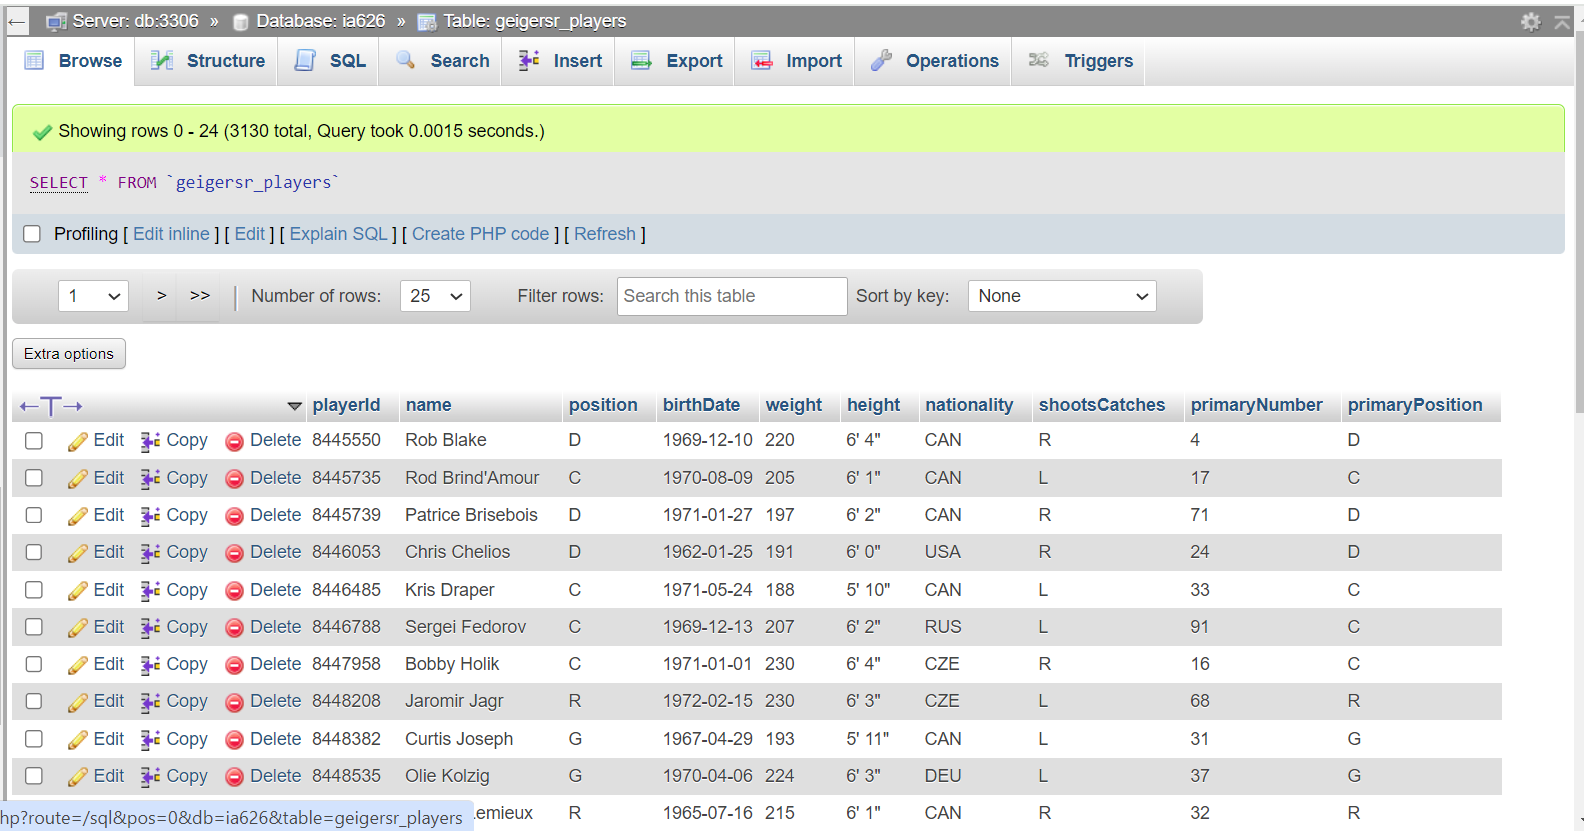 Server: db:3306 » Database: ia626 » Table: geigersr_players
Browse Structure SQL Search Insert Export Import Operations Triggers
Showing rows 0 - 24 (3130 total, Query took 0.0015 seconds.)
SELECT * FROM `geigersr_players`
Profiling [ Edit inline ] [ Edit ] [ Explain SQL ] [ Create PHP code ] [ Refresh ]
1 > >> | Number of rows: 25 Filter rows: Search this table Sort by key: None
Extra options
←T→ playerId name position birthDate weight height nationality shootsCatches primaryNumber primaryPosition
Edit Copy Delete 8445550 Rob Blake D 1969-12-10 220 6' 4" CAN R 4 D
Edit Copy Delete 8445735 Rod Brind'Amour C 1970-08-09 205 6' 1" CAN L 17 C
Edit Copy Delete 8445739 Patrice Brisebois D 1971-01-27 197 6' 2" CAN R 71 D
Edit Copy Delete 8446053 Chris Chelios D 1962-01-25 191 6' 0" USA R 24 D
Edit Copy Delete 8446485 Kris Draper C 1971-05-24 188 5' 10" CAN L 33 C
Edit Copy Delete 8446788 Sergei Fedorov C 1969-12-13 207 6' 2" RUS L 91 C
Edit Copy Delete 8447958 Bobby Holik C 1971-01-01 230 6' 4" CZE R 16 C
Edit Copy Delete 8448208 Jaromir Jagr R 1972-02-15 230 6' 3" CZE L 68 R
Edit Copy Delete 8448382 Curtis Joseph G 1967-04-29 193 5' 11" CAN L 31 G
Edit Copy Delete 8448535 Olie Kolzig G 1970-04-06 224 6' 3" DEU L 37 G
emieux R 1965-07-16 215 6' 1" CAN R 32 R
hp?route=/sql&pos=0&db=ia626&table=geigersr_players